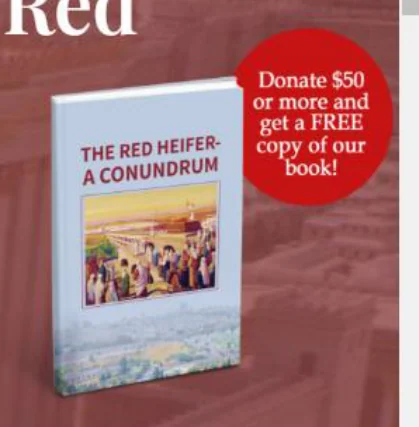 Red
Donate $50
or more and
get a FREE
copy of our
book!
THE RED HEIFER-
A CONUNDRUM